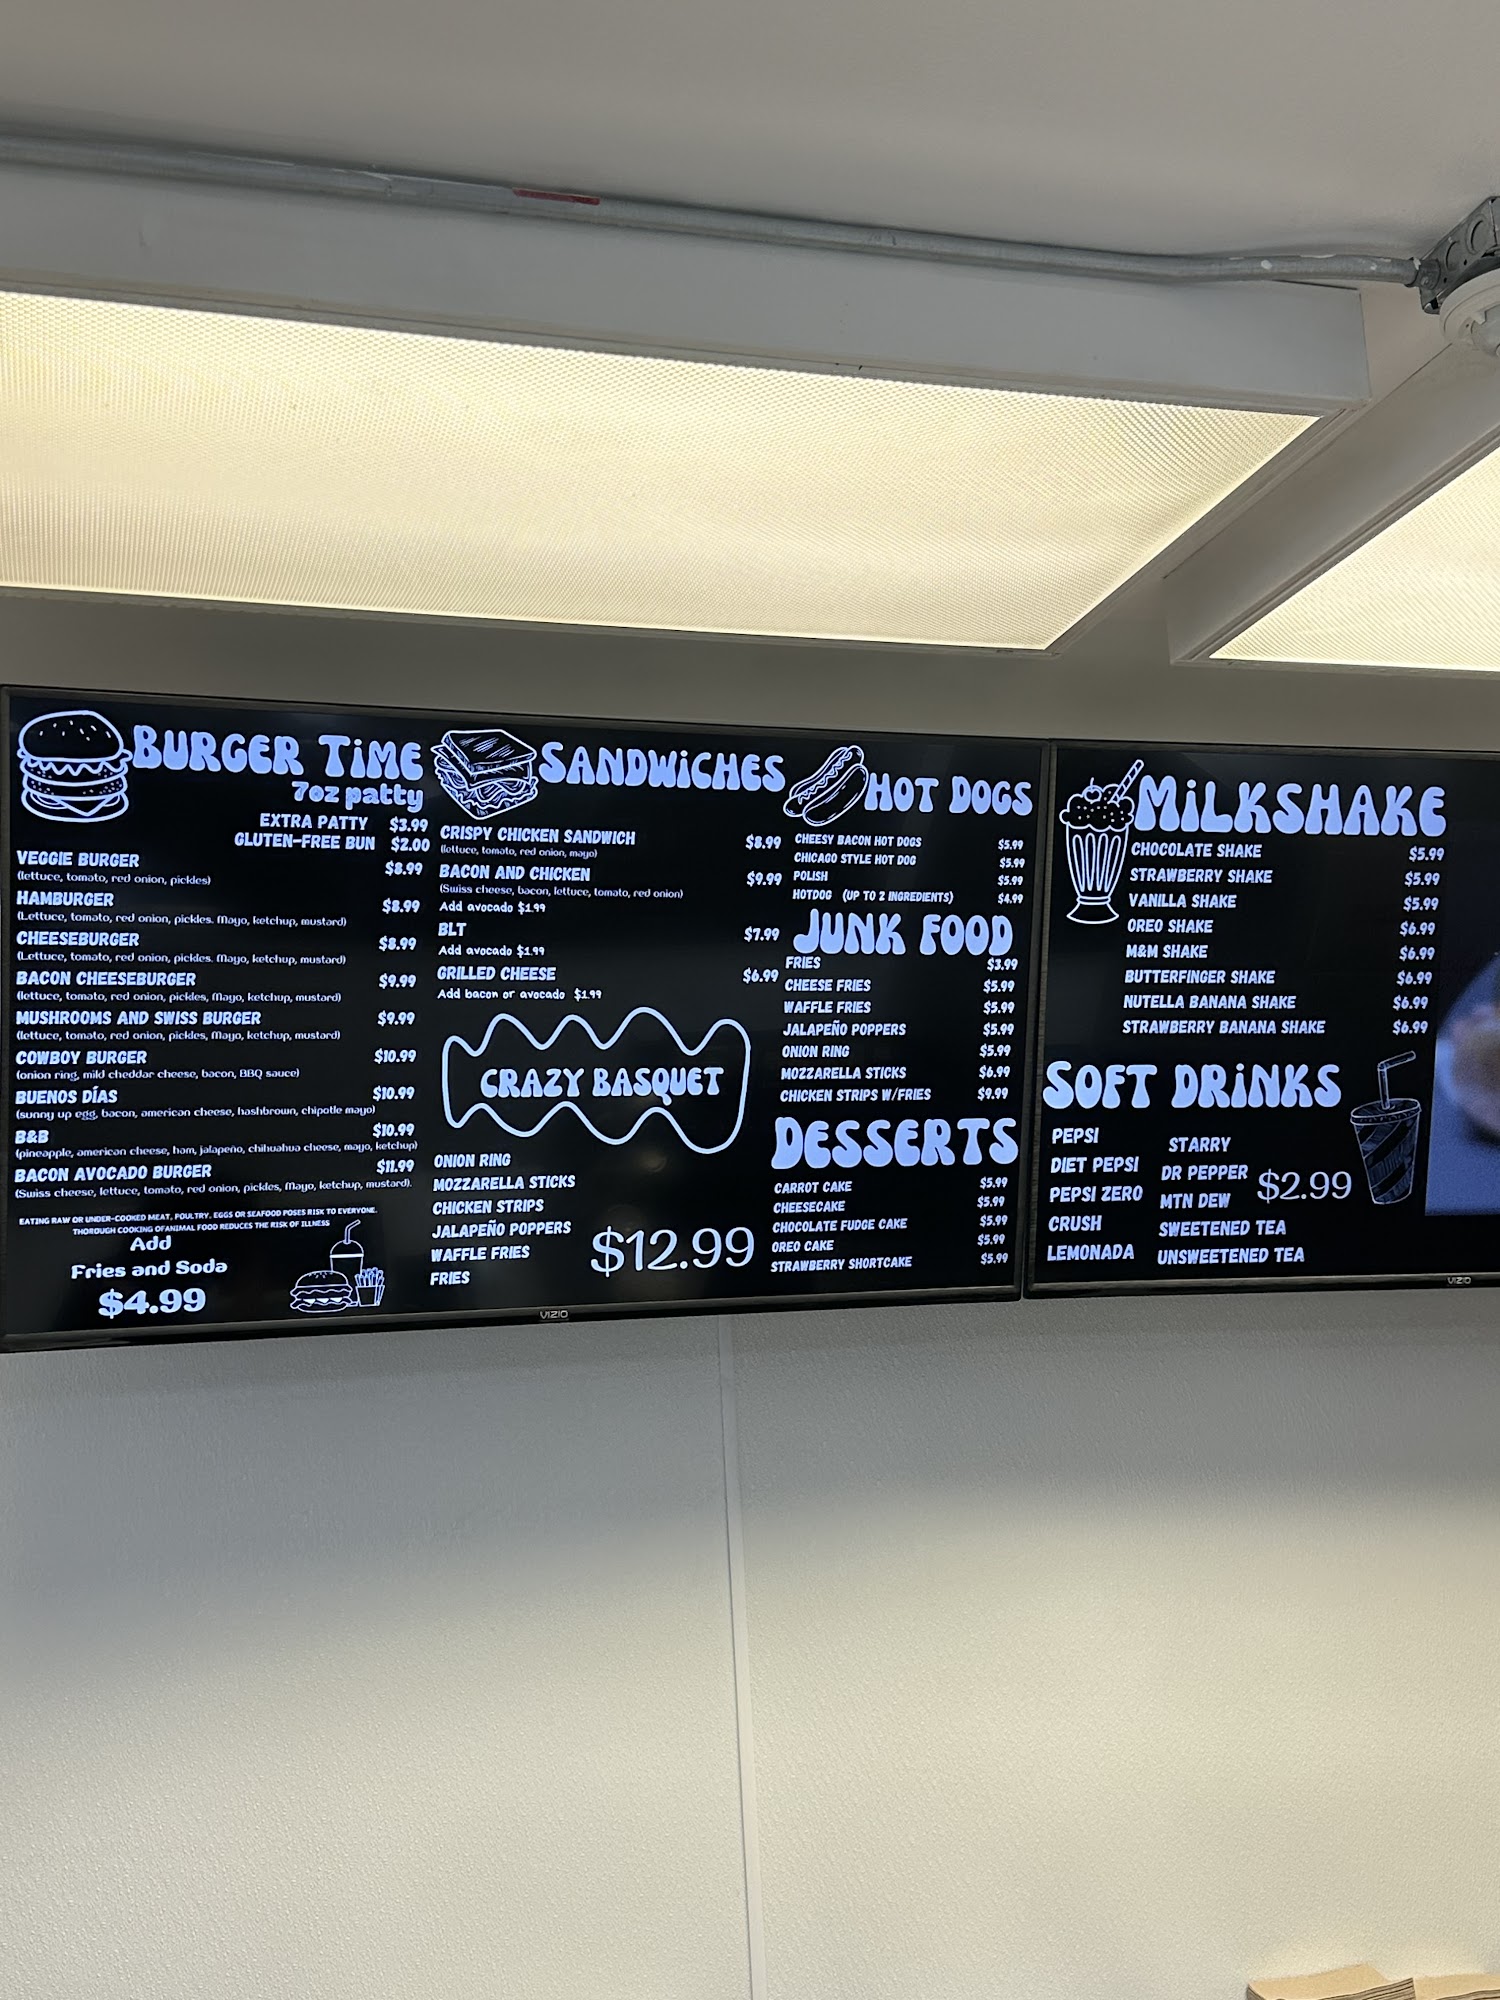 BURGER TiME
7oz patty
EXTRA PATTY $3.99
GLUTEN-FREE BUN $2.00
VEGGIE BURGER $8.99
(lettuce, tomato, red onion, pickles)
HAMBURGER $8.99
(Lettuce, tomato, red onion, pickles. Mayo, ketchup, mustard)
CHEESEBURGER $8.99
(Lettuce, tomato, red onion, pickles. Mayo, ketchup, mustard)
BACON CHEESEBURGER $9.99
(lettuce, tomato, red onion, pickles, Mayo, ketchup, mustard)
MUSHROOMS AND SWISS BURGER $9.99
(lettuce, tomato, red onion, pickles, Mayo, ketchup, mustard)
COWBOY BURGER $10.99
(onion ring, mild cheddar cheese, bacon, BBQ sauce)
BUENOS DÍAS $10.99
(sunny up egg, bacon, american cheese, hashbroun, chipotle mayo)
B&B $10.99
(pineapple, american cheese, ham, jalapeño, chihuahua cheese, mayo, ketchup)
BACON AVOCADO BURGER $11.99
(Swiss cheese, lettuce, tomato, red onion, pickles, Mayo, ketchup, mustard).
EATING RAW OR UNDER-COOKED MEAT, POULTRY, EGGS OR SEAFOOD POSES RISK TO EVERYONE.
THOROUGH COOKING OFANIMAL FOOD REDUCES THE RISK OF ILLNESS
Add
Fries and Soda
$4.99
SANDWiCHES
CRISPY CHICKEN SANDWICH $8.99
(lettuce, tomato, red onion, mayo)
BACON AND CHICKEN $9.99
(Swiss cheese, bacon, lettuce, tomato, red onion)
Add avocado $1.99
BLT $7.99
Add avocado $1.99
GRILLED CHEESE $6.99
Add bacon or avocado $1.99
CRAZY BASQUET
ONION RING
MOZZARELLA STICKS
CHICKEN STRIPS
JALAPEÑO POPPERS
WAFFLE FRIES
FRIES
$12.99
HOT DOGS
CHEESY BACON HOT DOGS $5.99
CHICAGO STYLE HOT DOG $5.99
POLISH $5.99
HOTDOG (UP TO 2 INGREDIENTS) $4.99
JUNK FOOD
FRIES $3.99
CHEESE FRIES $5.99
WAFFLE FRIES $5.99
JALAPEÑO POPPERS $5.99
ONION RING $5.99
MOZZARELLA STICKS $6.99
CHICKEN STRIPS W/FRIES $9.99
DESSERTS
CARROT CAKE $5.99
CHEESECAKE $5.99
CHOCOLATE FUDGE CAKE $5.99
OREO CAKE $5.99
STRAWBERRY SHORTCAKE $5.99
VIZIO
MiLKSHAKE
CHOCOLATE SHAKE $5.99
STRAWBERRY SHAKE $5.99
VANILLA SHAKE $5.99
OREO SHAKE $6.99
M&M SHAKE $6.99
BUTTERFINGER SHAKE $6.99
NUTELLA BANANA SHAKE $6.99
STRAWBERRY BANANA SHAKE $6.99
SOFT DRiNKS
PEPSI
DIET PEPSI
PEPSI ZERO
CRUSH
LEMONADA
STARRY
DR PEPPER
MTN DEW
SWEETENED TEA
UNSWEETENED TEA
$2.99
VIZIO